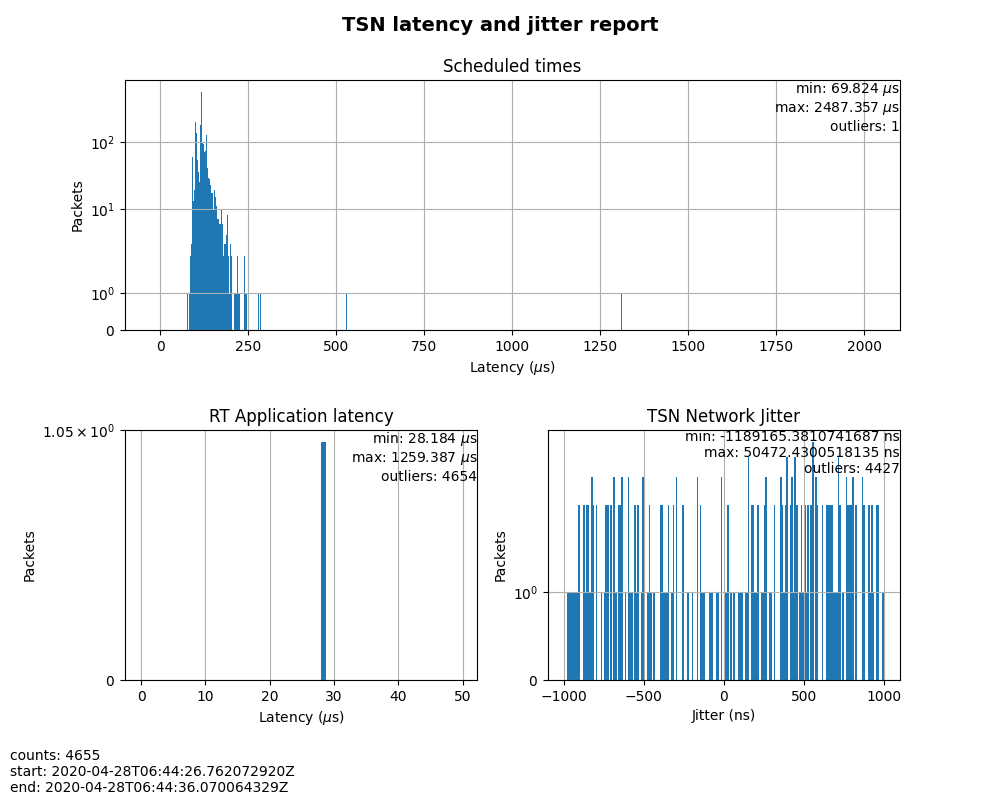 TSN latency and jitter report
Scheduled times
min: 69.824 μs
max: 2487.357 μs
outliers: 1
10²
10¹
10⁰
0
Packets
0 250 500 750 1000 1250 1500 1750 2000
Latency (μs)
RT Application latency
1.05 × 10⁰
min: 28.184 μs
max: 1259.387 μs
outliers: 4654
Packets
0
0 10 20 30 40 50
Latency (μs)
TSN Network Jitter
min: -1189165.3810741687 ns
max: 50472.4300518135 ns
outliers: 4427
Packets
10⁰
0
−1000 −500 0 500 1000
Jitter (ns)
counts: 4655
start: 2020-04-28T06:44:26.762072920Z
end: 2020-04-28T06:44:36.070064329Z